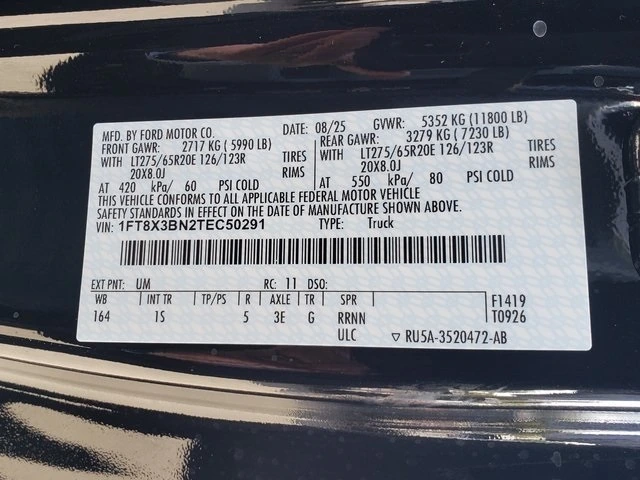 MFD. BY FORD MOTOR CO. DATE: 08/25 GVWR: 5352 KG (11800 LB)
FRONT GAWR: 2717 KG ( 5990 LB) REAR GAWR: 3279 KG ( 7230 LB)
WITH LT275/65R20E 126/123R TIRES WITH LT275/65R20E 126/123R TIRES
20X8.0J RIMS 20X8.0J RIMS
AT 420 kPa/ 60 PSI COLD AT 550 kPa/ 80 PSI COLD
THIS VEHICLE CONFORMS TO ALL APPLICABLE FEDERAL MOTOR VEHICLE
SAFETY STANDARDS IN EFFECT ON THE DATE OF MANUFACTURE SHOWN ABOVE.
VIN: 1FT8X3BN2TEC50291 TYPE: Truck
EXT PNT: UM RC: 11 DSO:
WB INT TR TP/PS R AXLE TR SPR F1419
164 1S 5 3E G RRNN T0926
ULC ▽ RU5A-3520472-AB